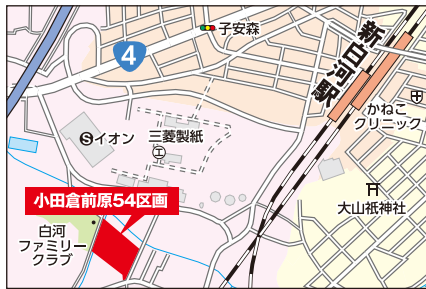 子安森
4
新白河駅
かねこ
クリニック
S イオン
三菱製紙
工
大山祇神社
小田倉前原54区画
白河
ファミリー
クラブ